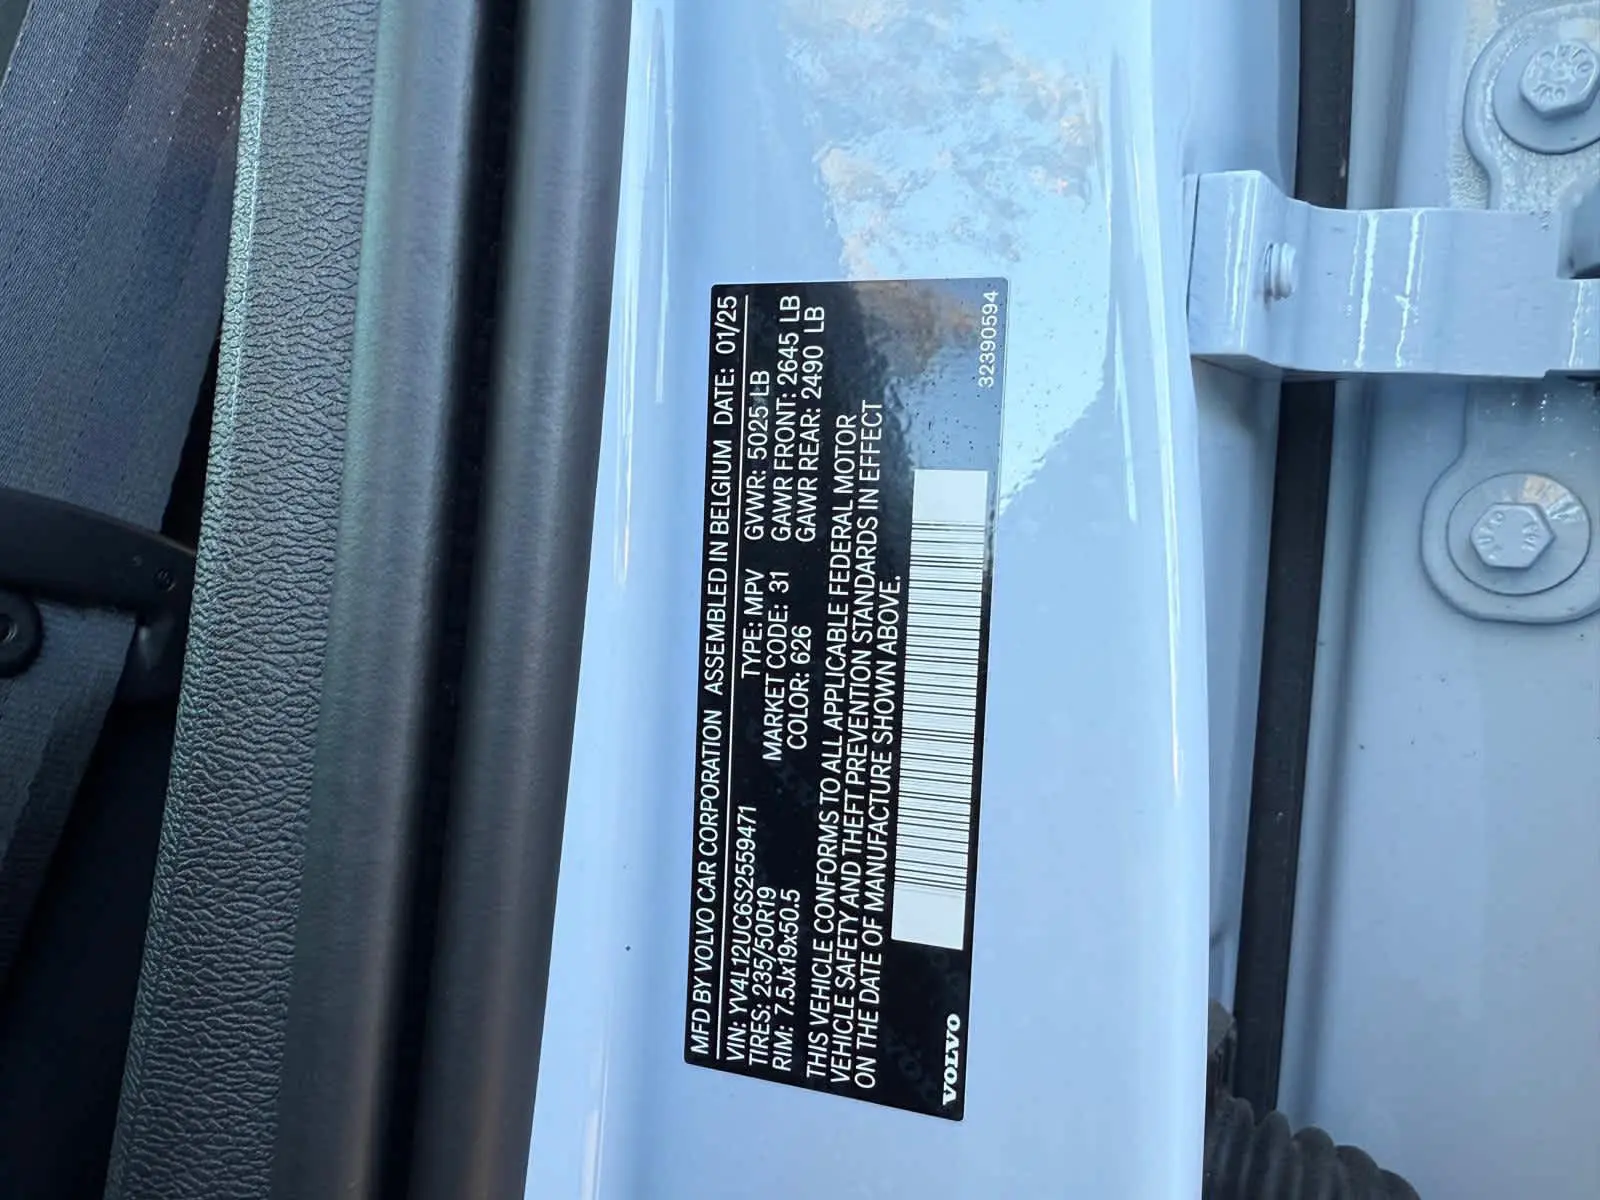 MFD BY VOLVO CAR CORPORATION ASSEMBLED IN BELGIUM DATE: 01/25
VIN: YV4L12UC6S2559471 TYPE: MPV GVWR: 5025 LB
TIRES: 235/50R19 MARKET CODE: 31 GAWR FRONT: 2645 LB
RIM: 7.5Jx19x50.5 COLOR: 626 GAWR REAR: 2490 LB
THIS VEHICLE CONFORMS TO ALL APPLICABLE FEDERAL MOTOR
VEHICLE SAFETY AND THEFT PREVENTION STANDARDS IN EFFECT
ON THE DATE OF MANUFACTURE SHOWN ABOVE.
VOLVO
32390594